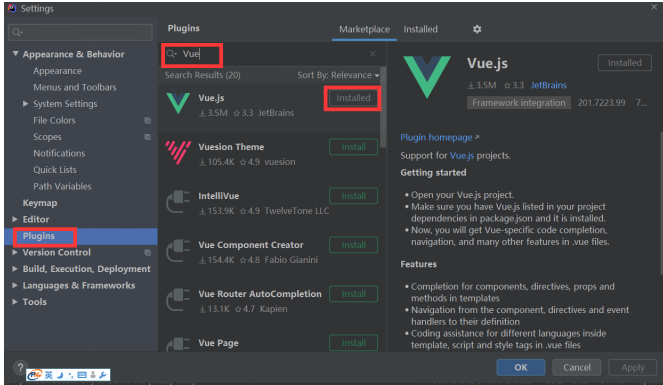 Settings
Appearance & Behavior
Appearance
Menus and Toolbars
System Settings
File Colors
Scopes
Notifications
Quick Lists
Path Variables
Keymap
Editor
Plugins
Version Control
Build, Execution, Deployment
Languages & Frameworks
Tools
Plugins
Marketplace
Installed
Vue
Search Results (20)
Sort By: Relevance
Vue.js
Installed
3.5M 3.3 JetBrains
Vuesion Theme
Install
105.4K 4.9 vuesion
IntelliVue
Install
153.9K 4.9 TwelveTone LLC
Vue Component Creator
Install
154.4K 4.8 Fabio Gianini
Vue Router AutoCompletion
Install
13.1K 4.7 Kapien
Vue Page
Install
Vue.js
Installed
3.5M 3.3 JetBrains
Framework integration 201.7223.99 7...
Plugin homepage
Support for Vue.js projects.
Getting started
• Open your Vue.js project.
• Make sure you have Vue.js listed in your project
dependencies in package.json and it is installed.
• Now, you will get Vue-specific code completion,
navigation, and many other features in .vue files.
Features
• Completion for components, directives, props and
methods in templates
• Navigation from the component, directives and event
handlers to their definition
• Coding assistance for different languages inside
template, script and style tags in .vue files
?
英
OK
Cancel
Apply